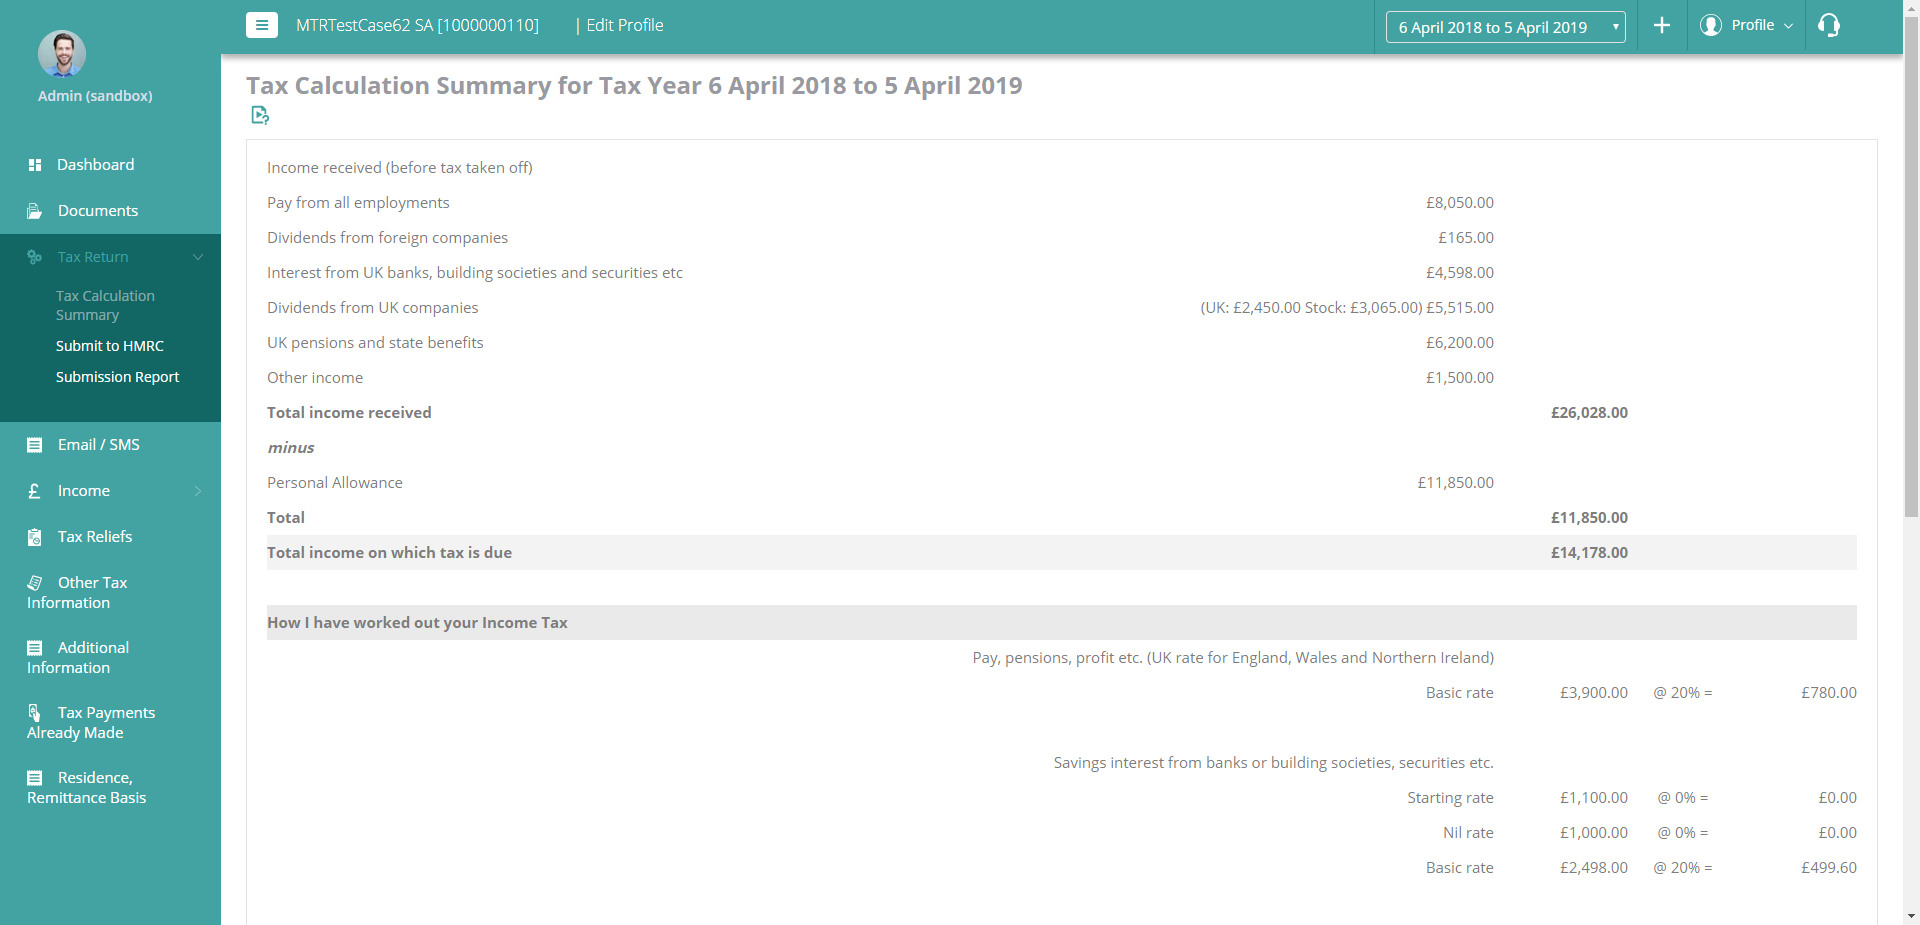 MTRTestCase62 SA [1000000110] | Edit Profile
6 April 2018 to 5 April 2019
Profile
Admin (sandbox)
Dashboard
Documents
Tax Return
Tax Calculation
Summary
Submit to HMRC
Submission Report
Email / SMS
Income
Tax Reliefs
Other Tax
Information
Additional
Information
Tax Payments
Already Made
Residence,
Remittance Basis
Tax Calculation Summary for Tax Year 6 April 2018 to 5 April 2019
Income received (before tax taken off)
Pay from all employments £8,050.00
Dividends from foreign companies £165.00
Interest from UK banks, building societies and securities etc £4,598.00
Dividends from UK companies (UK: £2,450.00 Stock: £3,065.00) £5,515.00
UK pensions and state benefits £6,200.00
Other income £1,500.00
Total income received £26,028.00
minus
Personal Allowance £11,850.00
Total £11,850.00
Total income on which tax is due £14,178.00
How I have worked out your Income Tax
Pay, pensions, profit etc. (UK rate for England, Wales and Northern Ireland)
Basic rate £3,900.00 @ 20% = £780.00
Savings interest from banks or building societies, securities etc.
Starting rate £1,100.00 @ 0% = £0.00
Nil rate £1,000.00 @ 0% = £0.00
Basic rate £2,498.00 @ 20% = £499.60